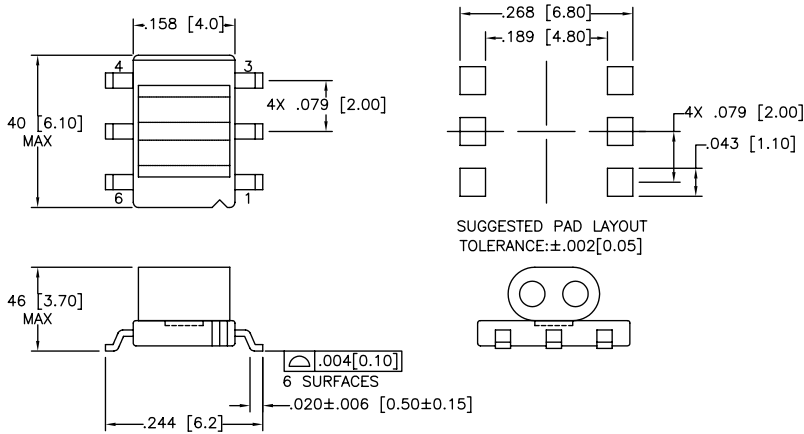 .158 [4.0]
4
3
40 [6.10]
MAX
4X .079 [2.00]
6
1
.268 [6.80]
.189 [4.80]
4X .079 [2.00]
.043 [1.10]
SUGGESTED PAD LAYOUT
TOLERANCE:±.002[0.05]
46 [3.70]
MAX
.004[0.10]
6 SURFACES
.020±.006 [0.50±0.15]
.244 [6.2]